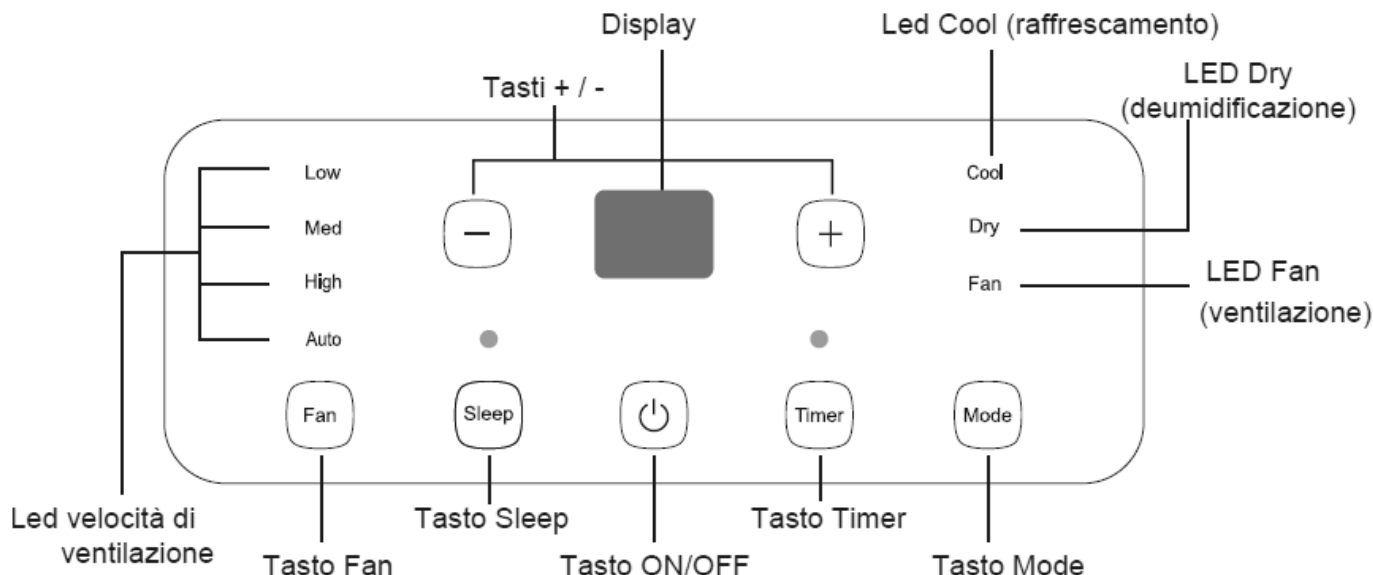 Display
Led Cool (raffrescamento)
Tasti + / -
LED Dry
(deumidificazione)
Low
Med
High
Auto
−
+
Cool
Dry
Fan
LED Fan
(ventilazione)
Fan
Sleep
Timer
Mode
Led velocità di
ventilazione
Tasto Fan
Tasto Sleep
Tasto ON/OFF
Tasto Timer
Tasto Mode